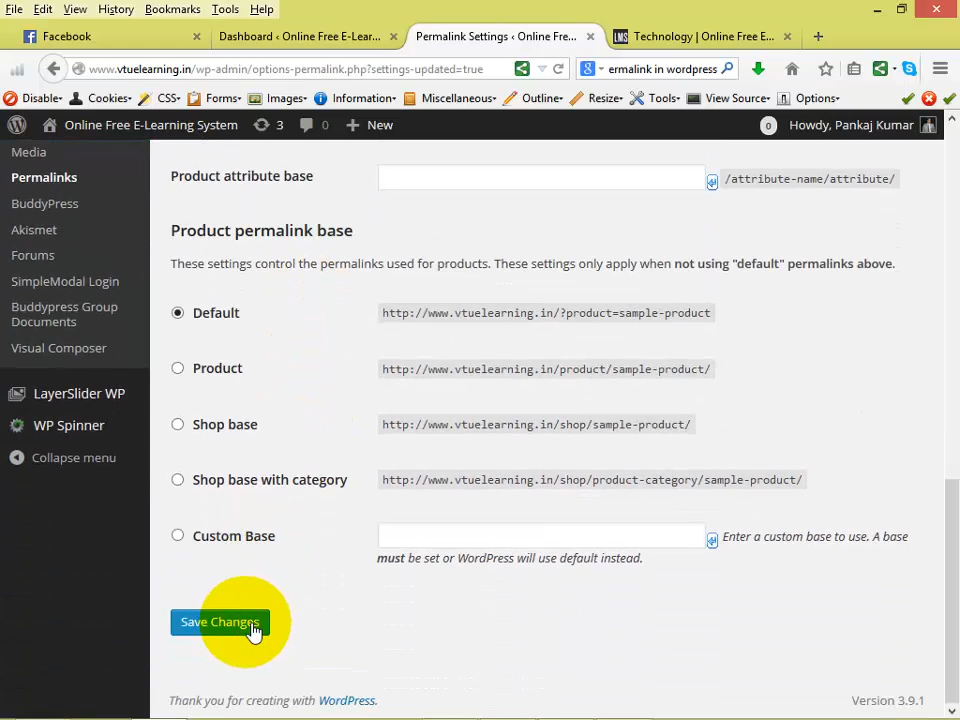 File Edit View History Bookmarks Tools Help
Facebook × Dashboard ‹ Online Free E-Lear... × Permalink Settings ‹ Online Fre... × LMS Technology | Online Free E... × +
www.vtuelearning.in/wp-admin/options-permalink.php?settings-updated=true ermalink in wordpress
Disable Cookies CSS Forms Images Information Miscellaneous Outline Resize Tools View Source Options
Online Free E-Learning System 3 0 New 0 Howdy, Pankaj Kumar
Media
Permalinks
BuddyPress
Akismet
Forums
SimpleModal Login
Buddypress Group
Documents
Visual Composer
LayerSlider WP
WP Spinner
Collapse menu
Product attribute base /attribute-name/attribute/
Product permalink base
These settings control the permalinks used for products. These settings only apply when not using "default" permalinks above.
Default http://www.vtuelearning.in/?product=sample-product
Product http://www.vtuelearning.in/product/sample-product/
Shop base http://www.vtuelearning.in/shop/sample-product/
Shop base with category http://www.vtuelearning.in/shop/product-category/sample-product/
Custom Base Enter a custom base to use. A base
must be set or WordPress will use default instead.
Save Changes
Thank you for creating with WordPress. Version 3.9.1